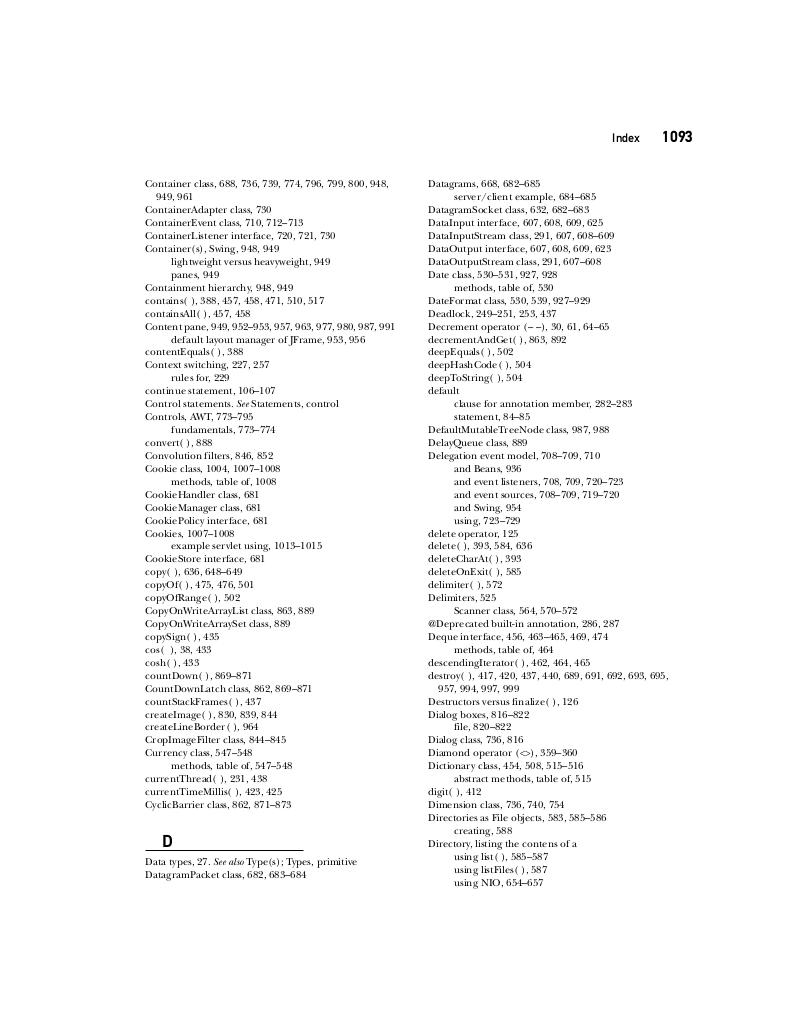 Index 1093
Container class, 688, 736, 739, 774, 796, 799, 800, 948,
949, 961
ContainerAdapter class, 730
ContainerEvent class, 710, 712–713
ContainerListener interface, 720, 721, 730
Container(s), Swing, 948, 949
lightweight versus heavyweight, 949
panes, 949
Containment hierarchy, 948, 949
contains( ), 388, 457, 458, 471, 510, 517
containsAll( ), 457, 458
Content pane, 949, 952–953, 957, 963, 977, 980, 987, 991
default layout manager of JFrame, 953, 956
contentEquals( ), 388
Context switching, 227, 257
rules for, 229
continue statement, 106–107
Control statements. See Statements, control
Controls, AWT, 773–795
fundamentals, 773–774
convert( ), 888
Convolution filters, 846, 852
Cookie class, 1004, 1007–1008
methods, table of, 1008
CookieHandler class, 681
CookieManager class, 681
CookiePolicy interface, 681
Cookies, 1007–1008
example servlet using, 1013–1015
CookieStore interface, 681
copy( ), 636, 648–649
copyOf( ), 475, 476, 501
copyOfRange( ), 502
CopyOnWriteArrayList class, 863, 889
CopyOnWriteArraySet class, 889
copySign( ), 435
cos( ), 38, 433
cosh( ), 433
countDown( ), 869–871
CountDownLatch class, 862, 869–871
countStackFrames( ), 437
createImage( ), 830, 839, 844
createLineBorder( ), 964
CropImageFilter class, 844–845
Currency class, 547–548
methods, table of, 547–548
currentThread( ), 231, 438
currentTimeMillis( ), 423, 425
CyclicBarrier class, 862, 871–873
D
Data types, 27. See also Type(s); Types, primitive
DatagramPacket class, 682, 683–684
Datagrams, 668, 682–685
server/client example, 684–685
DatagramSocket class, 632, 682–683
DataInput interface, 607, 608, 609, 625
DataInputStream class, 291, 607, 608–609
DataOutput interface, 607, 608, 609, 623
DataOutputStream class, 291, 607–608
Date class, 530–531, 927, 928
methods, table of, 530
DateFormat class, 530, 539, 927–929
Deadlock, 249–251, 253, 437
Decrement operator (– –), 30, 61, 64–65
decrementAndGet( ), 863, 892
deepEquals( ), 502
deepHashCode( ), 504
deepToString( ), 504
default
clause for annotation member, 282–283
statement, 84–85
DefaultMutableTreeNode class, 987, 988
DelayQueue class, 889
Delegation event model, 708–709, 710
and Beans, 936
and event listeners, 708, 709, 720–723
and event sources, 708–709, 719–720
and Swing, 954
using, 723–729
delete operator, 125
delete( ), 393, 584, 636
deleteCharAt( ), 393
deleteOnExit( ), 585
delimiter( ), 572
Delimiters, 525
Scanner class, 564, 570–572
@Deprecated built-in annotation, 286, 287
Deque interface, 456, 463–465, 469, 474
methods, table of, 464
descendingIterator( ), 462, 464, 465
destroy( ), 417, 420, 437, 440, 689, 691, 692, 693, 695,
957, 994, 997, 999
Destructors versus finalize( ), 126
Dialog boxes, 816–822
file, 820–822
Dialog class, 736, 816
Diamond operator (<>), 359–360
Dictionary class, 454, 508, 515–516
abstract methods, table of, 515
digit( ), 412
Dimension class, 736, 740, 754
Directories as File objects, 583, 585–586
creating, 588
Directory, listing the contens of a
using list( ), 585–587
using listFiles( ), 587
using NIO, 654–657